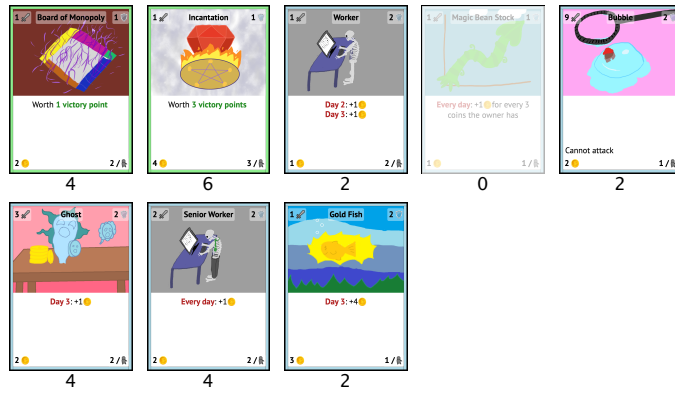 1 Board of Monopoly 1
Worth 1 victory point
2 2/
4
1 Incantation 1
Worth 3 victory points
4 3/
6
1 Worker 2
Day 2: +1
Day 3: +1
1 2/
2
1 Magic Bean Stock 1
Every day: +1 for every 3
coins the owner has
1 1/
0
9 Bubble 2
Cannot attack
2 1/
2
3 Ghost 2
Day 3: +1
2 2/
4
2 Senior Worker 2
Every day: +1
2 2/
4
1 Gold Fish 2
Day 3: +4
3 1/
2